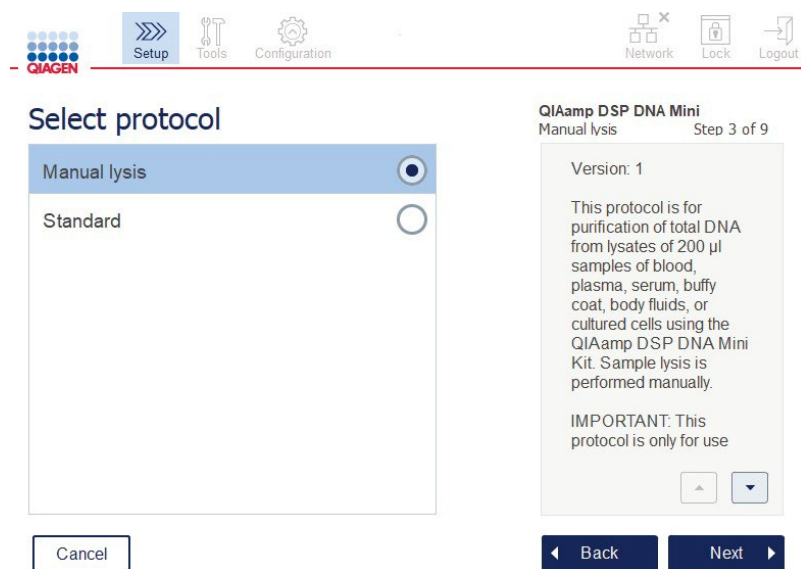 Setup
Tools
Configuration
Network
Lock
Logout
QIAGEN
Select protocol
Manual lysis
Standard
QIAamp DSP DNA Mini
Manual lysis Step 3 of 9
Version: 1
This protocol is for
purification of total DNA
from lysates of 200 µl
samples of blood,
plasma, serum, buffy
coat, body fluids, or
cultured cells using the
QIAamp DSP DNA Mini
Kit. Sample lysis is
performed manually.
IMPORTANT: This
protocol is only for use
Cancel
Back
Next